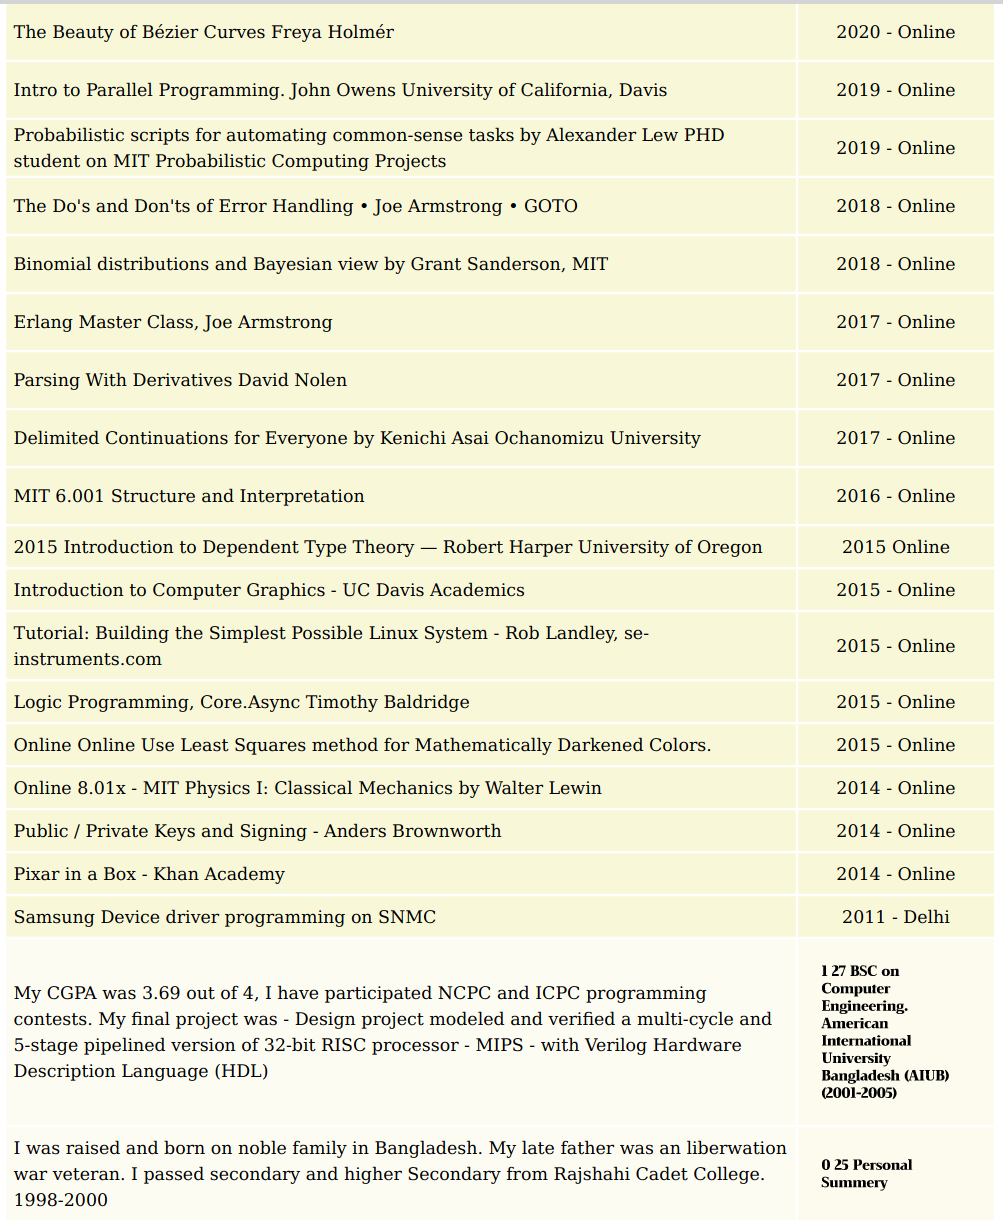 The Beauty of Bézier Curves Freya Holmér
2020 - Online
Intro to Parallel Programming. John Owens University of California, Davis
2019 - Online
Probabilistic scripts for automating common-sense tasks by Alexander Lew PHD
student on MIT Probabilistic Computing Projects
2019 - Online
The Do's and Don'ts of Error Handling • Joe Armstrong • GOTO
2018 - Online
Binomial distributions and Bayesian view by Grant Sanderson, MIT
2018 - Online
Erlang Master Class, Joe Armstrong
2017 - Online
Parsing With Derivatives David Nolen
2017 - Online
Delimited Continuations for Everyone by Kenichi Asai Ochanomizu University
2017 - Online
MIT 6.001 Structure and Interpretation
2016 - Online
2015 Introduction to Dependent Type Theory — Robert Harper University of Oregon
2015 Online
Introduction to Computer Graphics - UC Davis Academics
2015 - Online
Tutorial: Building the Simplest Possible Linux System - Rob Landley, se-
instruments.com
2015 - Online
Logic Programming, Core.Async Timothy Baldridge
2015 - Online
Online Online Use Least Squares method for Mathematically Darkened Colors.
2015 - Online
Online 8.01x - MIT Physics I: Classical Mechanics by Walter Lewin
2014 - Online
Public / Private Keys and Signing - Anders Brownworth
2014 - Online
Pixar in a Box - Khan Academy
2014 - Online
Samsung Device driver programming on SNMC
2011 - Delhi
My CGPA was 3.69 out of 4, I have participated NCPC and ICPC programming
contests. My final project was - Design project modeled and verified a multi-cycle and
5-stage pipelined version of 32-bit RISC processor - MIPS - with Verilog Hardware
Description Language (HDL)
1 27 BSC on
Computer
Engineering.
American
International
University
Bangladesh (AIUB)
(2001-2005)
I was raised and born on noble family in Bangladesh. My late father was an liberwation
war veteran. I passed secondary and higher Secondary from Rajshahi Cadet College.
1998-2000
0 25 Personal
Summery